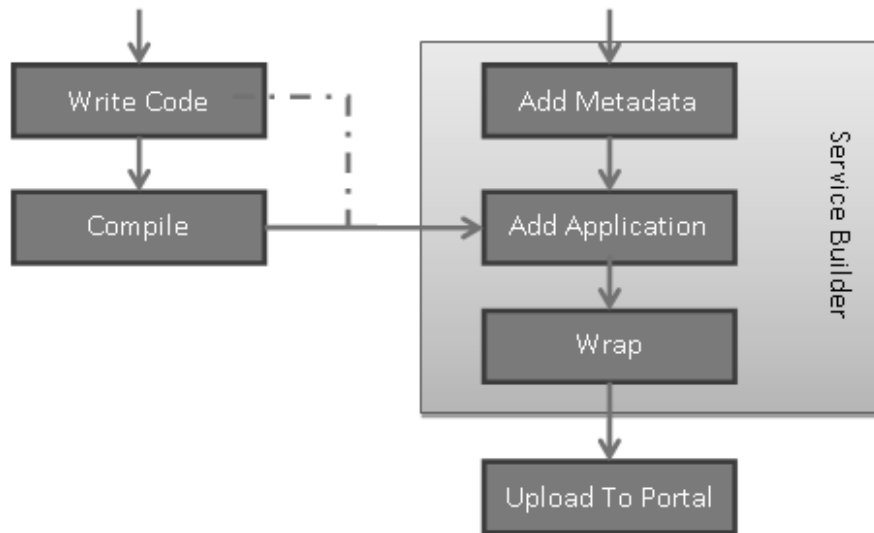 Write Code
Compile
Add Metadata
Add Application
Wrap
Upload To Portal
Service Builder